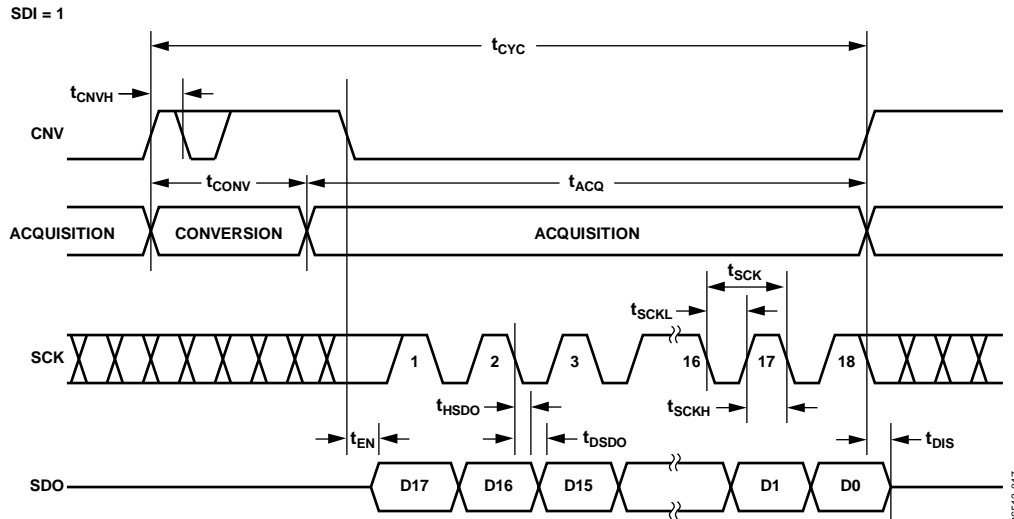 SDI = 1
tCYC
tCNVH
CNV
tCONV
tACQ
ACQUISITION
CONVERSION
ACQUISITION
tSCK
tSCKL
SCK
1
2
3
16
17
18
tHSDO
tSCKH
tEN
tDSDO
tDIS
SDO
D17
D16
D15
D1
D0